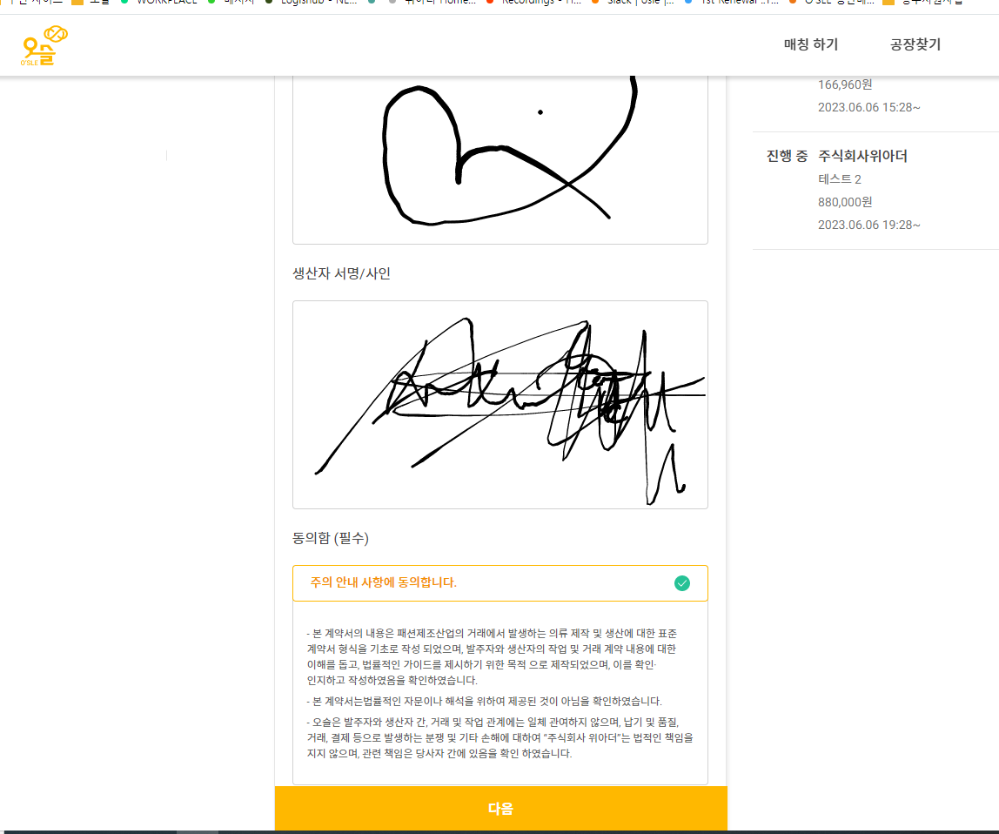 WORKPLACE
Logishub - NE...
Recordings - H...
Slack | osle |...
1st Renewal ..r...
오슬
O'SLE
매칭 하기
공장찾기
166,960원
2023.06.06 15:28~
진행 중 주식회사위아더
테스트 2
880,000원
2023.06.06 19:28~
생산자 서명/사인
동의함 (필수)
주의 안내 사항에 동의합니다.
- 본 계약서의 내용은 패션제조산업의 거래에서 발생하는 의류 제작 및 생산에 대한 표준
계약서 형식을 기초로 작성 되었으며, 발주자와 생산자의 작업 및 거래 계약 내용에 대한
이해를 돕고, 법률적인 가이드를 제시하기 위한 목적 으로 제작되었으며, 이를 확인·
인지하고 작성하였음을 확인하였습니다.
- 본 계약서는법률적인 자문이나 해석을 위하여 제공된 것이 아님을 확인하였습니다.
- 오슬은 발주자와 생산자 간, 거래 및 작업 관계에는 일체 관여하지 않으며, 납기 및 품질,
거래, 결제 등으로 발생하는 분쟁 및 기타 손해에 대하여 “주식회사 위아더”는 법적인 책임을
지지 않으며, 관련 책임은 당사자 간에 있음을 확인 하였습니다.
다음